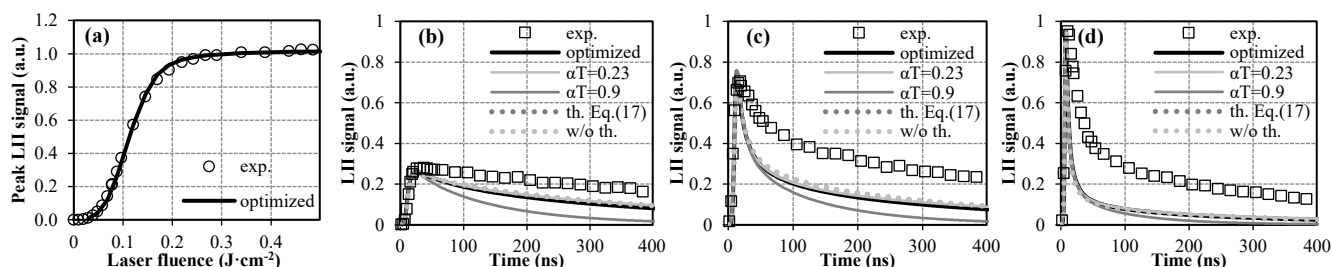 (a)
Peak LII signal (a.u.)
1.2
1.0
0.8
0.6
0.4
0.2
0.0
exp.
optimized
0 0.1 0.2 0.3 0.4
Laser fluence (J·cm-2)
(b)
LII signal (a.u.)
1
0.8
0.6
0.4
0.2
0
exp.
optimized
αT=0.23
αT=0.9
th. Eq.(17)
w/o th.
0 100 200 300 400
Time (ns)
(c)
LII signal (a.u.)
1
0.8
0.6
0.4
0.2
0
exp.
optimized
αT=0.23
αT=0.9
th. Eq.(17)
w/o th.
0 100 200 300 400
Time (ns)
(d)
LII signal (a.u.)
1
0.8
0.6
0.4
0.2
0
exp.
optimized
αT=0.23
αT=0.9
th. Eq.(17)
w/o th.
0 100 200 300 400
Time (ns)